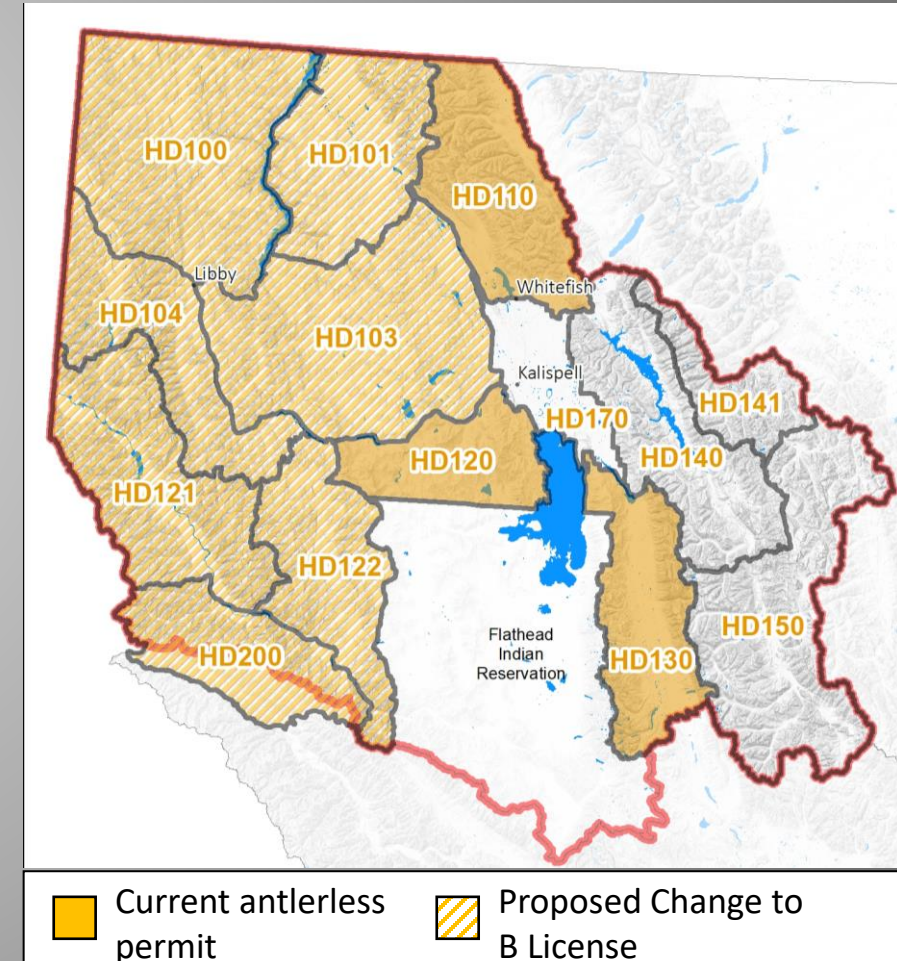 HD100
HD101
HD110
Libby
Whitefish
HD104
HD103
Kalispell
HD141
HD170
HD120
HD140
HD121
HD122
HD150
Flathead
Indian
Reservation
HD200
HD130
Current antlerless
permit
Proposed Change to
B License